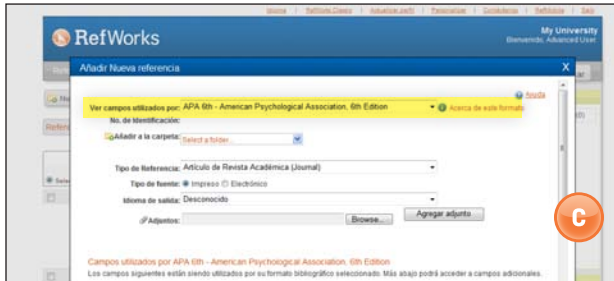 Idioma | RefWorks Classic | Actualizar perfil | Personalizar | Contáctenos | RefMobile | Salir
RefWorks
My University
Bienvenido, Advanced User
Añadir Nueva referencia X
Ayuda
Ver campos utilizados por: APA 6th - American Psychological Association, 6th Edition Acerca de este formato
No. de Identificación:
Añadir a la carpeta: Select a folder...
Tipo de Referencia: Artículo de Revista Académica (Journal)
Tipo de fuente: Impreso Electrónico
Idioma de salida: Desconocido
Adjuntos: Browse... Agregar adjunto
C
Campos utilizados por APA 6th - American Psychological Association, 6th Edition
Los campos siguientes están siendo utilizados por su formato bibliográfico seleccionado. Más abajo podrá acceder a campos adicionales.